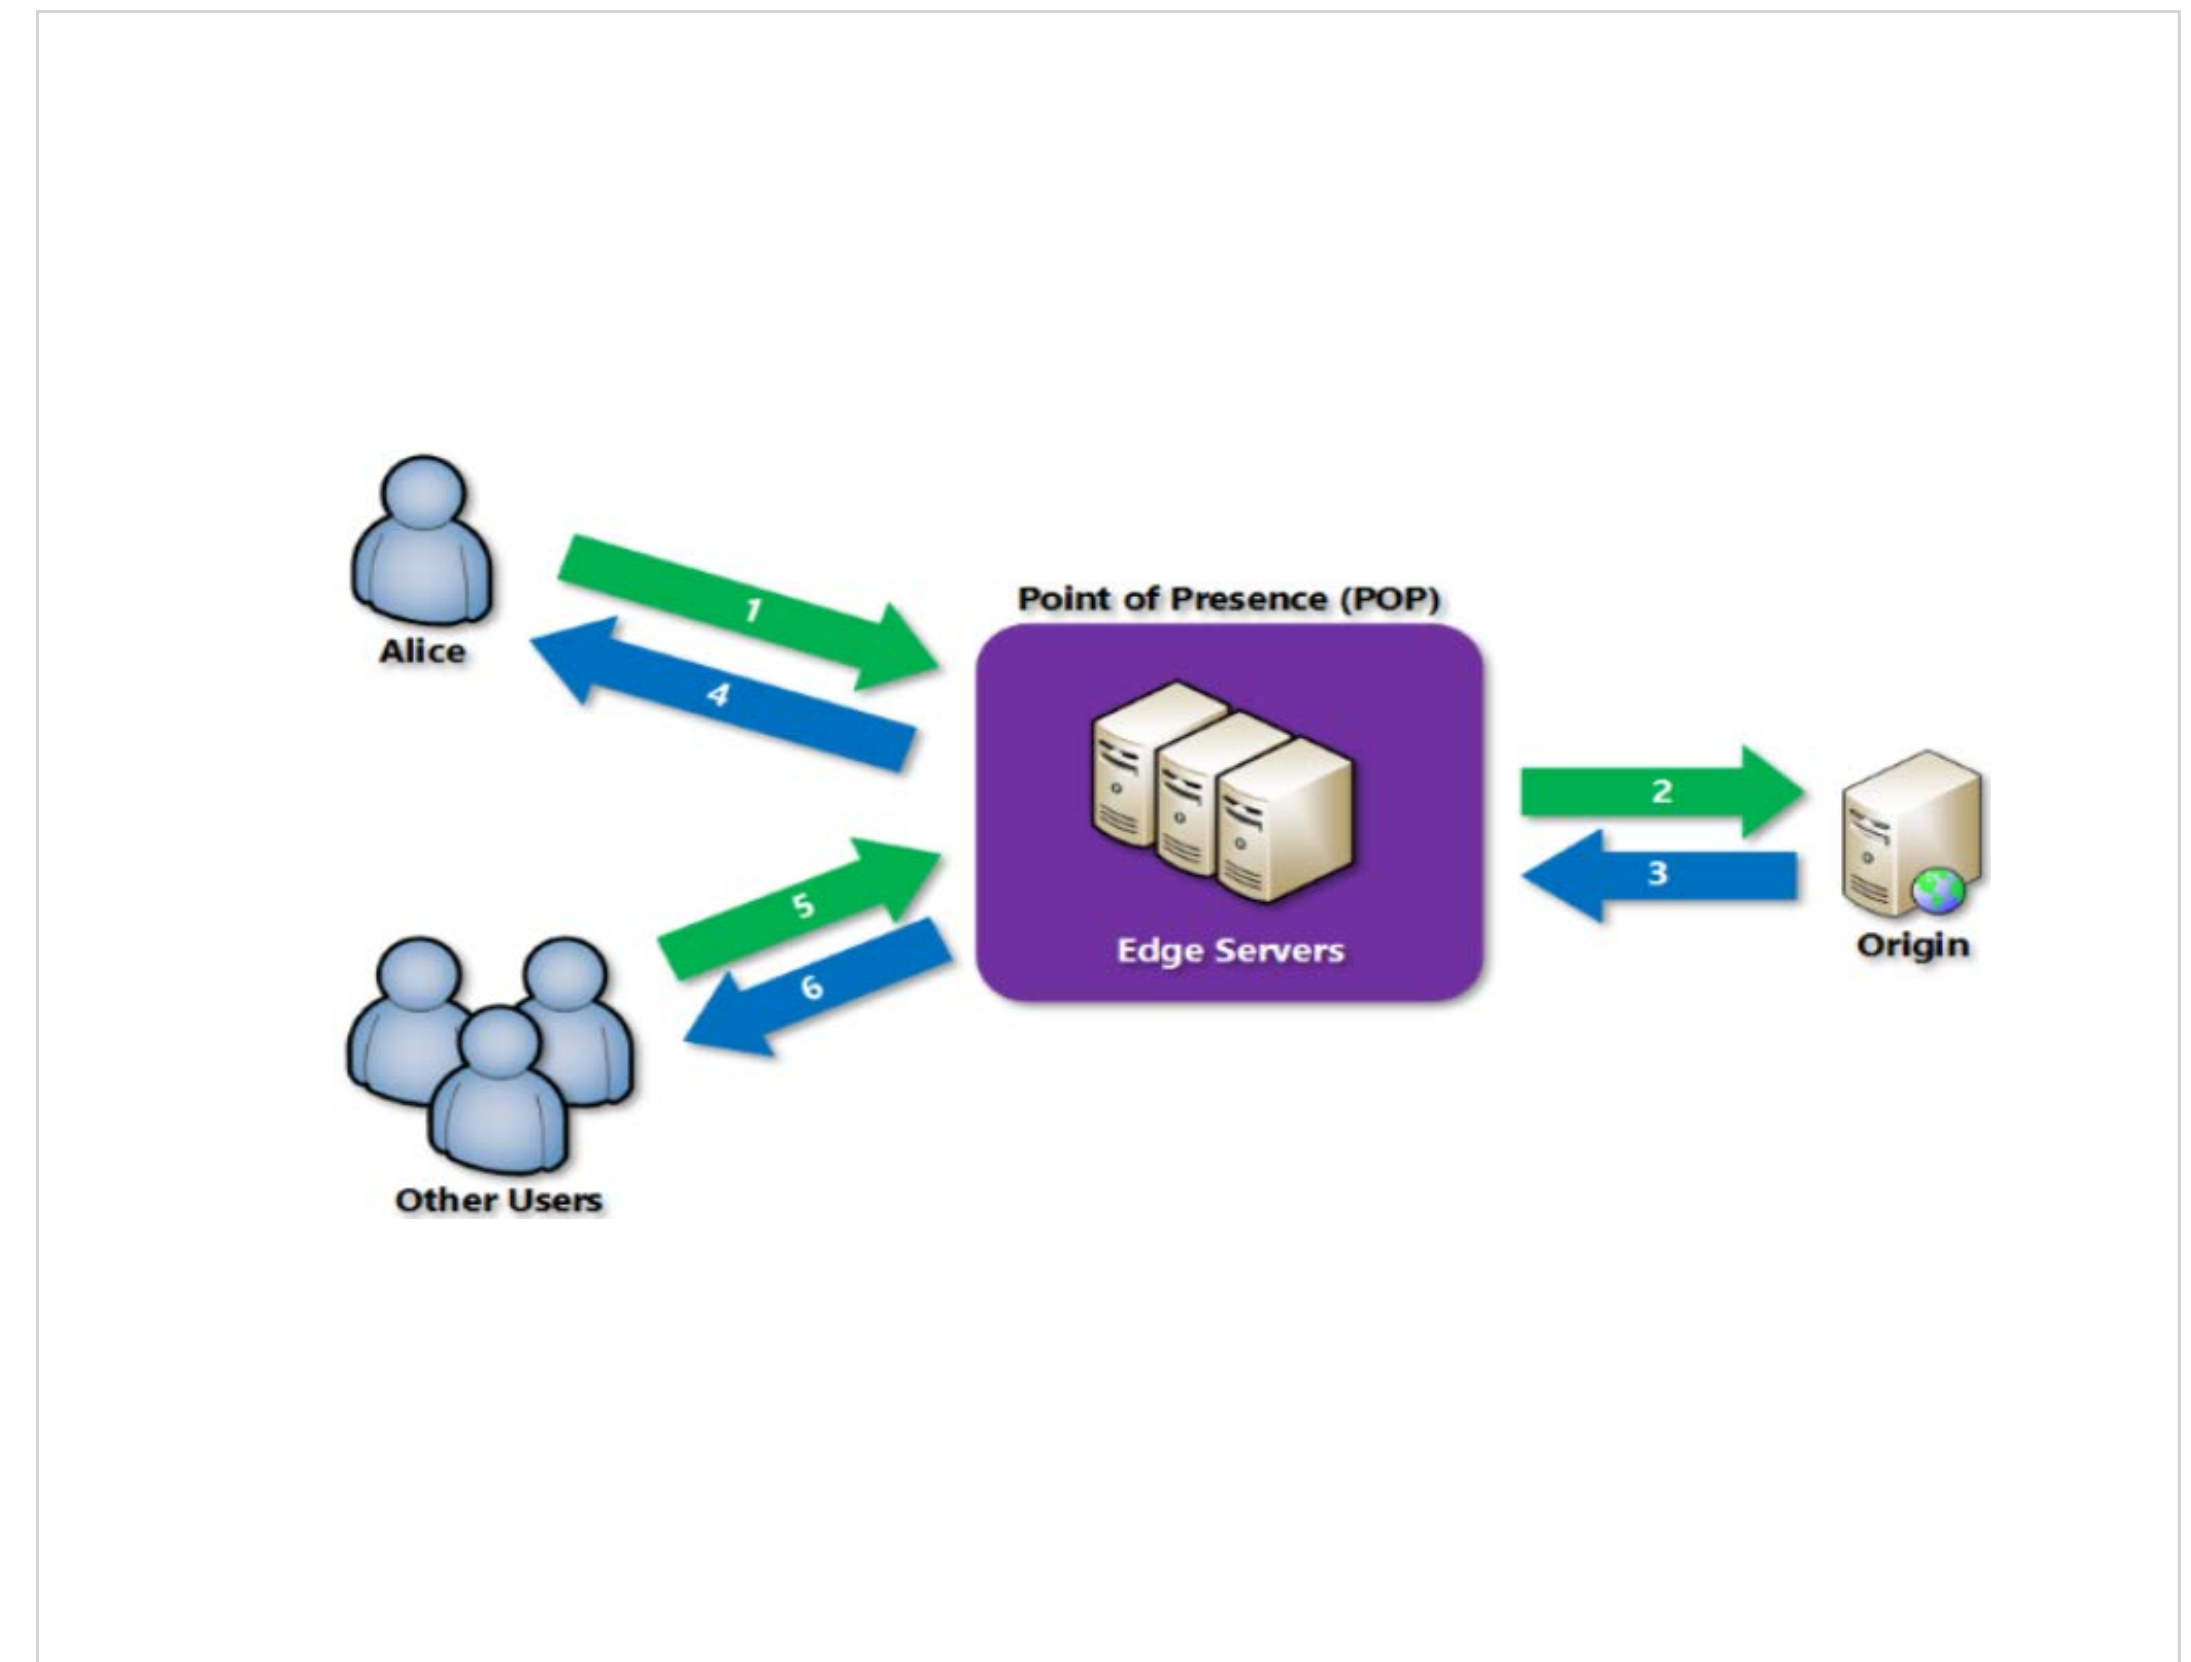 Alice
1
4
Point of Presence (POP)
Edge Servers
2
3
Origin
5
6
Other Users